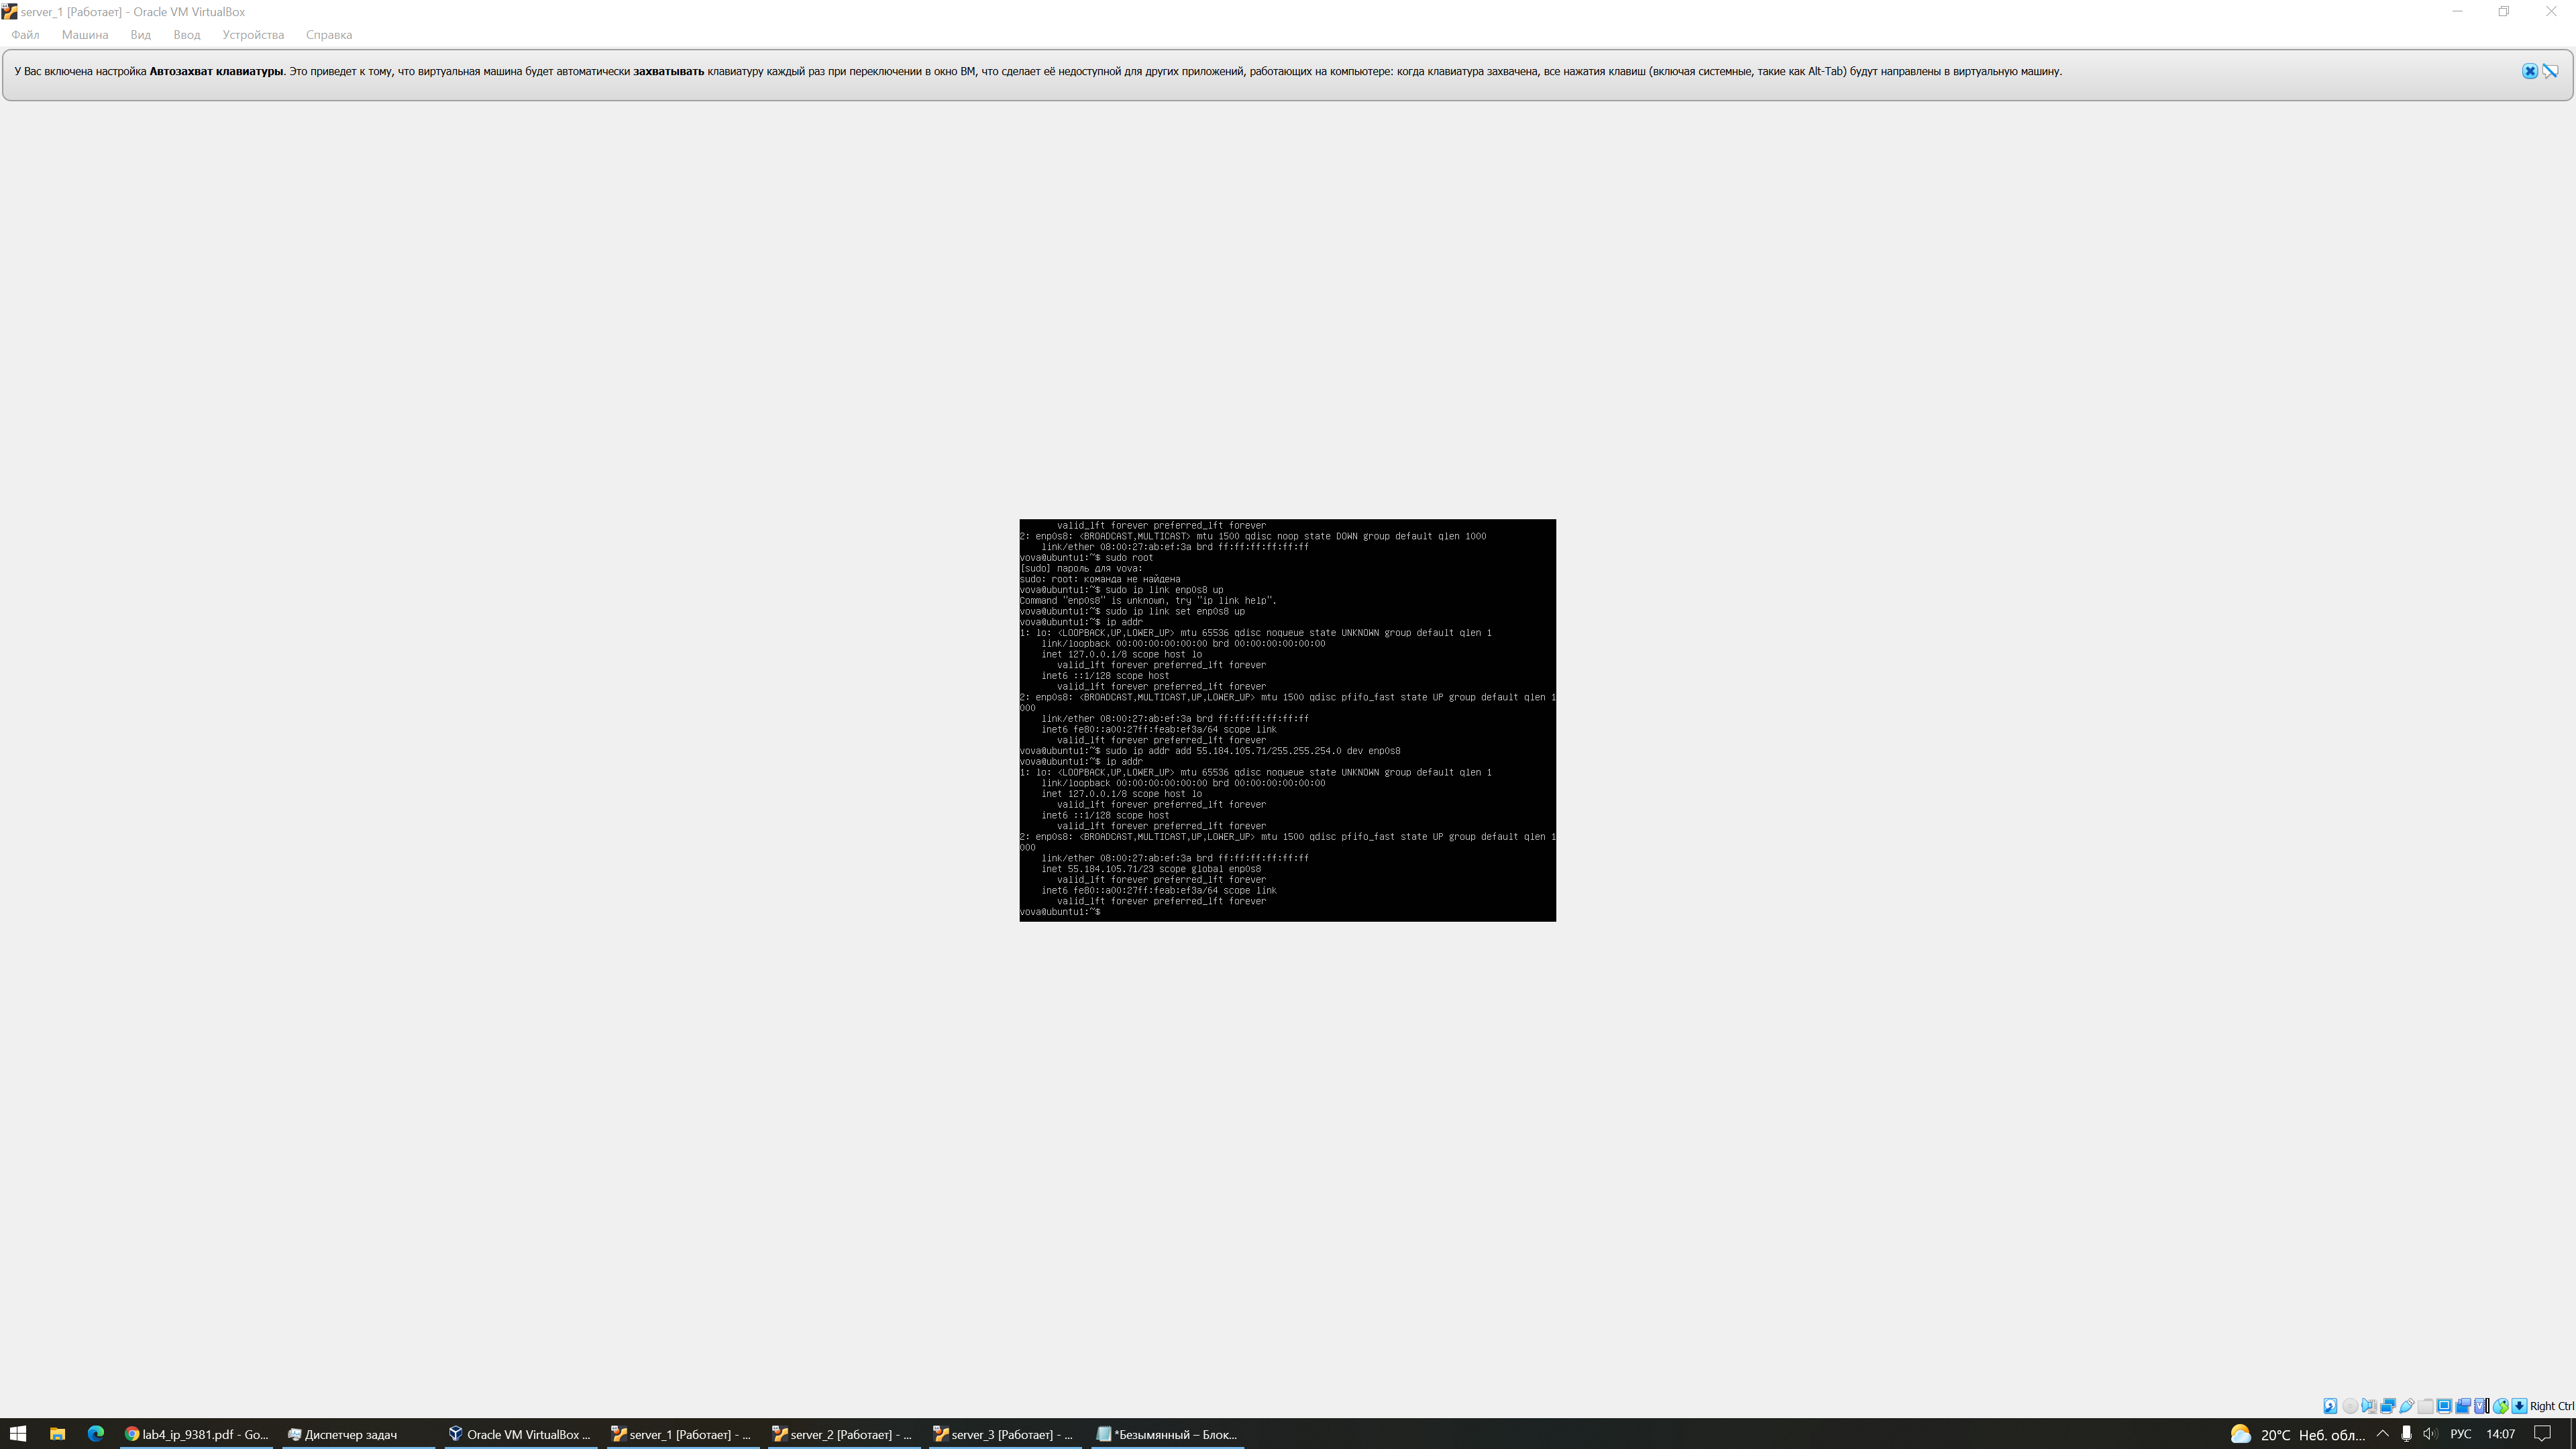 server_1 [Работает] - Oracle VM VirtualBox
Файл Машина Вид Ввод Устройства Справка
У Вас включена настройка Автозахват клавиатуры. Это приведет к тому, что виртуальная машина будет автоматически захватывать клавиатуру каждый раз при переключении в окно ВМ, что сделает её недоступной для других приложений, работающих на компьютере: когда клавиатура захвачена, все нажатия клавиш (включая системные, такие как Alt-Tab) будут направлены в виртуальную машину.
valid_lft forever preferred_lft forever
2: enp0s8: <BROADCAST,MULTICAST> mtu 1500 qdisc noop state DOWN group default qlen 1000
link/ether 08:00:27:ab:ef:3a brd ff:ff:ff:ff:ff:ff
vova@ubuntu1:~$ sudo root
[sudo] пароль для vova:
sudo: root: команда не найдена
vova@ubuntu1:~$ sudo ip link enp0s8 up
Command "enp0s8" is unknown, try "ip link help".
vova@ubuntu1:~$ sudo ip link set enp0s8 up
vova@ubuntu1:~$ ip addr
1: lo: <LOOPBACK,UP,LOWER_UP> mtu 65536 qdisc noqueue state UNKNOWN group default qlen 1
link/loopback 00:00:00:00:00:00 brd 00:00:00:00:00:00
inet 127.0.0.1/8 scope host lo
valid_lft forever preferred_lft forever
inet6 ::1/128 scope host
valid_lft forever preferred_lft forever
2: enp0s8: <BROADCAST,MULTICAST,UP,LOWER_UP> mtu 1500 qdisc pfifo_fast state UP group default qlen 1
000
link/ether 08:00:27:ab:ef:3a brd ff:ff:ff:ff:ff:ff
inet6 fe80::a00:27ff:feab:ef3a/64 scope link
valid_lft forever preferred_lft forever
vova@ubuntu1:~$ sudo ip addr add 55.184.105.71/255.255.254.0 dev enp0s8
vova@ubuntu1:~$ ip addr
1: lo: <LOOPBACK,UP,LOWER_UP> mtu 65536 qdisc noqueue state UNKNOWN group default qlen 1
link/loopback 00:00:00:00:00:00 brd 00:00:00:00:00:00
inet 127.0.0.1/8 scope host lo
valid_lft forever preferred_lft forever
inet6 ::1/128 scope host
valid_lft forever preferred_lft forever
2: enp0s8: <BROADCAST,MULTICAST,UP,LOWER_UP> mtu 1500 qdisc pfifo_fast state UP group default qlen 1
000
link/ether 08:00:27:ab:ef:3a brd ff:ff:ff:ff:ff:ff
inet 55.184.105.71/23 scope global enp0s8
valid_lft forever preferred_lft forever
inet6 fe80::a00:27ff:feab:ef3a/64 scope link
valid_lft forever preferred_lft forever
vova@ubuntu1:~$
Right Ctrl
lab4_ip_9381.pdf - Go... Диспетчер задач Oracle VM VirtualBox ... server_1 [Работает] - ... server_2 [Работает] - ... server_3 [Работает] - ... *Безымянный – Блок... 20°C Неб. обл... РУС 14:07